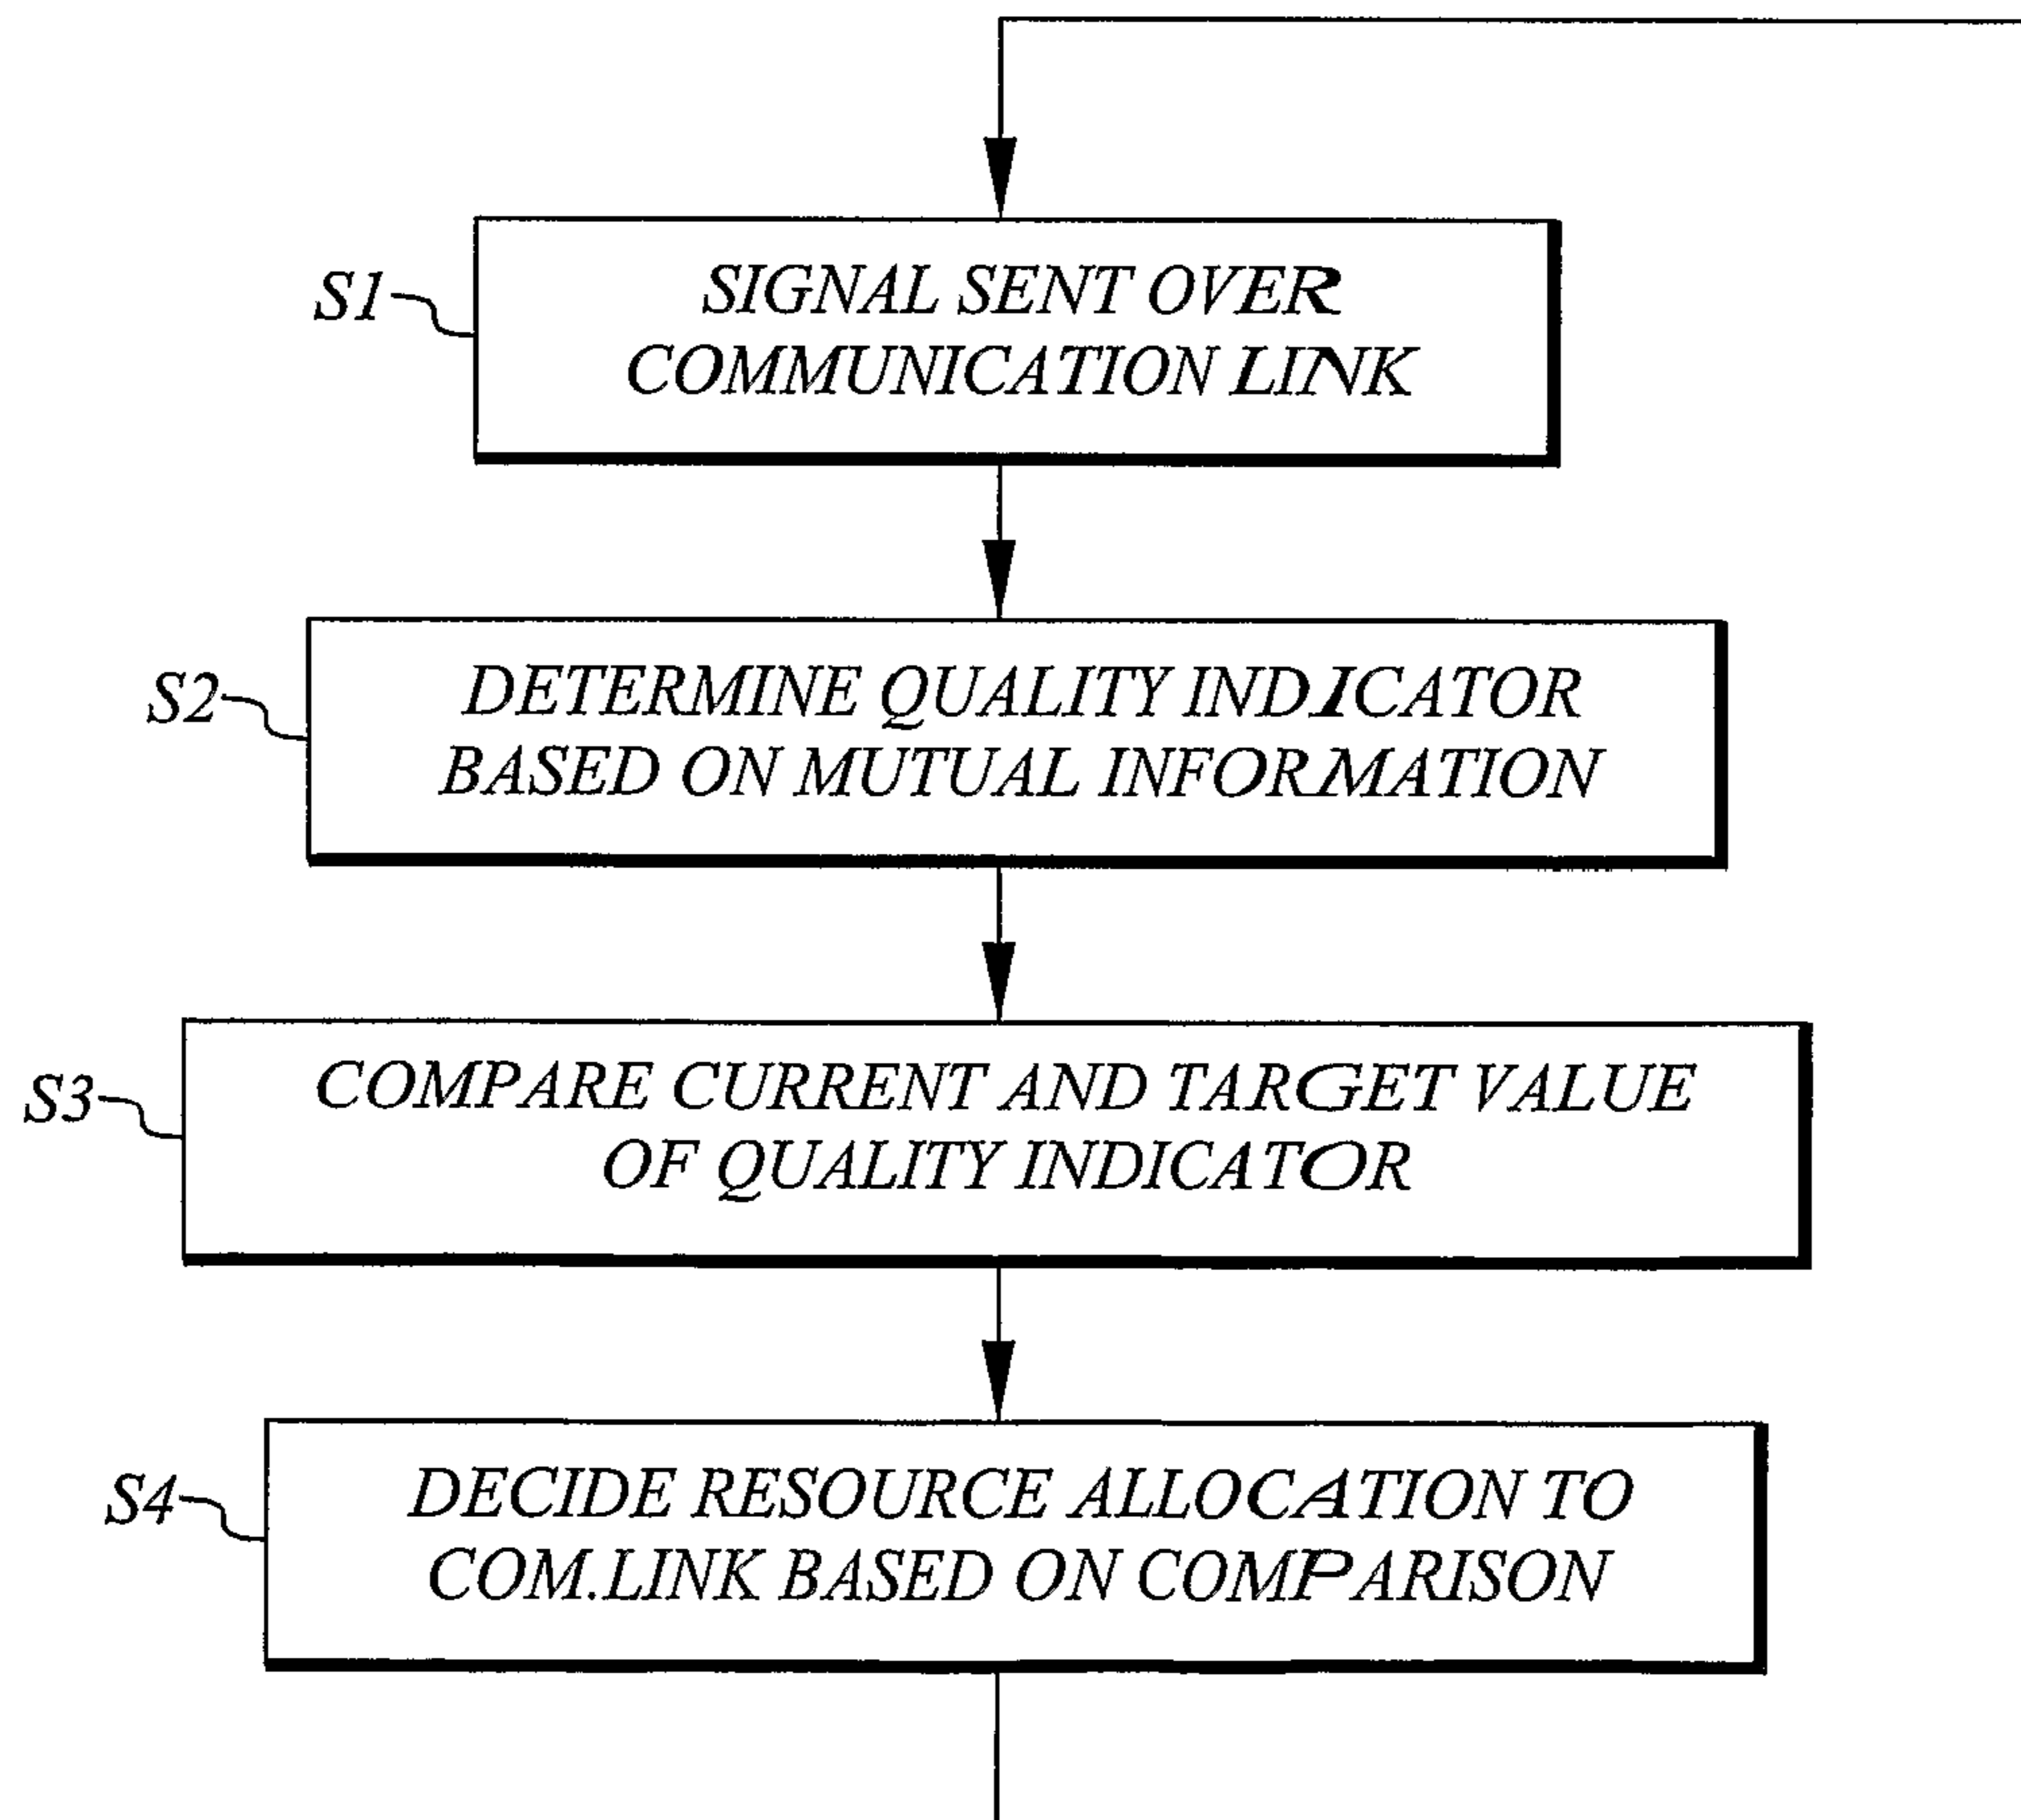 S1
SIGNAL SENT OVER
COMMUNICATION LINK
S2
DETERMINE QUALITY INDICATOR
BASED ON MUTUAL INFORMATION
S3
COMPARE CURRENT AND TARGET VALUE
OF QUALITY INDICATOR
S4
DECIDE RESOURCE ALLOCATION TO
COM.LINK BASED ON COMPARISON